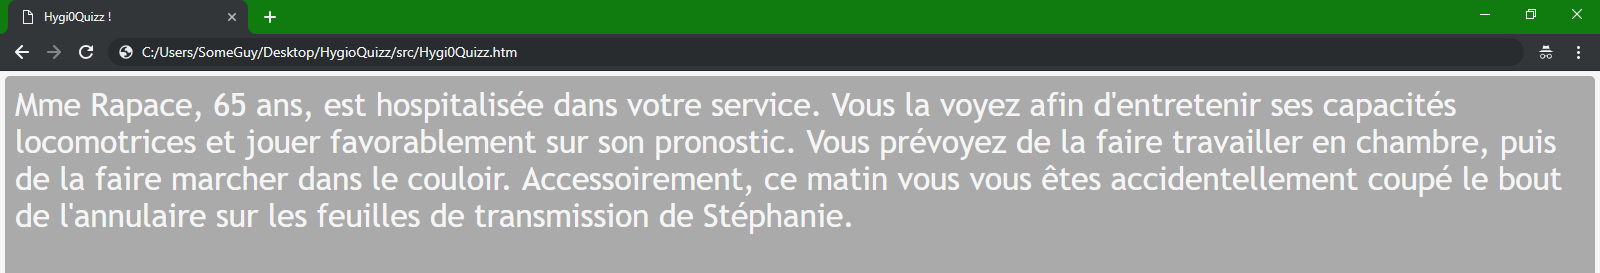 Hygi0Quizz !
C:/Users/SomeGuy/Desktop/HygioQuizz/src/Hygi0Quizz.htm
Mme Rapace, 65 ans, est hospitalisée dans votre service. Vous la voyez afin d'entretenir ses capacités
locomotrices et jouer favorablement sur son pronostic. Vous prévoyez de la faire travailler en chambre, puis
de la faire marcher dans le couloir. Accessoirement, ce matin vous vous êtes accidentellement coupé le bout
de l'annulaire sur les feuilles de transmission de Stéphanie.